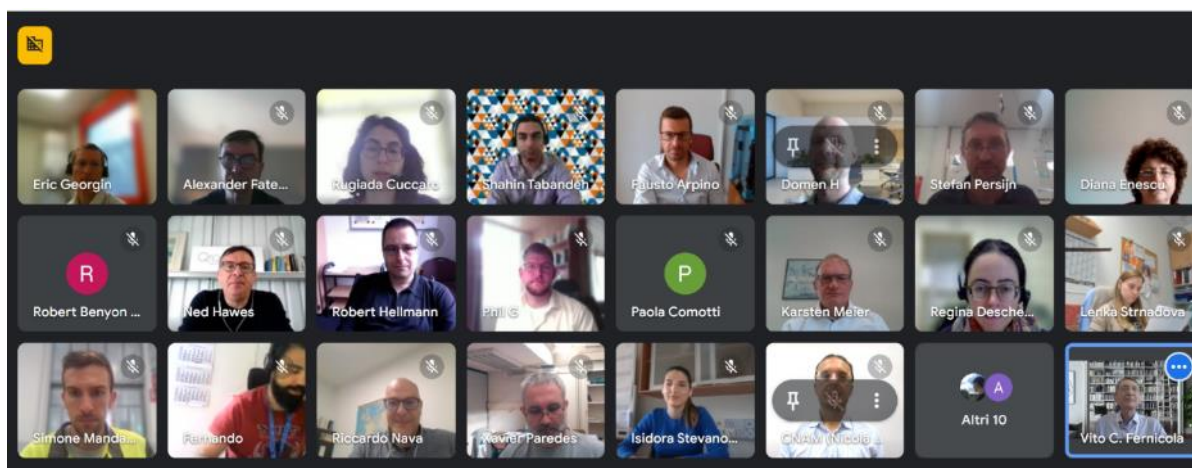 Eric Georgin
Alexander Fate...
Rugiada Cuccaro
Shahin Tabandeh
Fausto Arpino
Domen H
Stefan Persijn
Diana Enescu
R
Robert Benyon ...
Ned Hawes
Robert Hellmann
Phil G
P
Paola Comotti
Karsten Meier
Regina Desche...
Lenka Strnadova
Simone Manda...
Fernando
Riccardo Nava
Xavier Paredes
Isidora Stevano...
CNAM (Nicola ...
A
Altri 10
Vito C. Fernicola